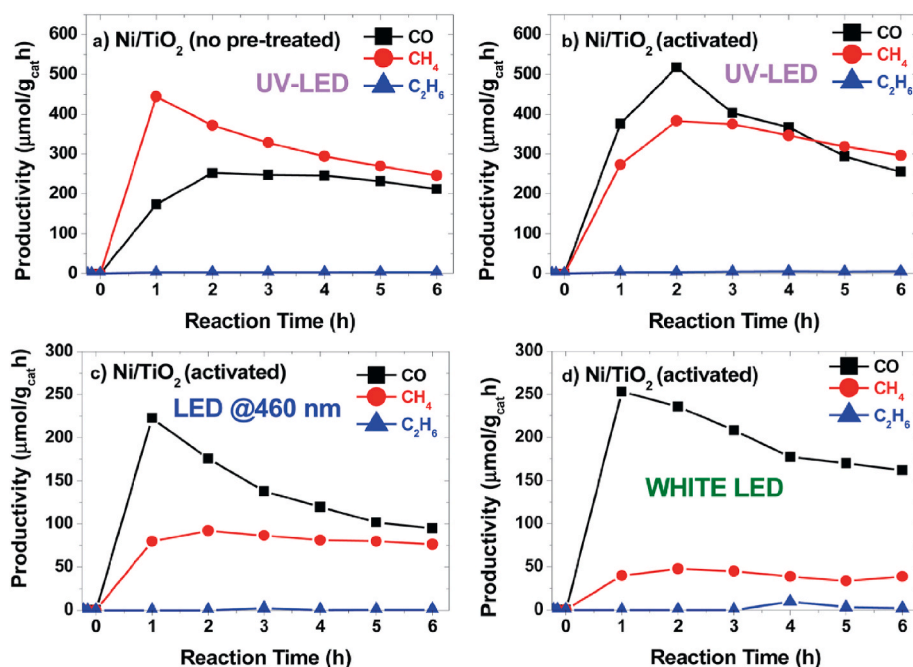 a) Ni/TiO₂ (no pre-treated)
UV-LED
CO
CH₄
C₂H₆
600
500
400
300
200
100
0
Productivity (μmol/g_cat h)
0 1 2 3 4 5 6
Reaction Time (h)
b) Ni/TiO₂ (activated)
UV-LED
CO
CH₄
C₂H₆
600
500
400
300
200
100
0
Productivity (μmol/g_cat h)
0 1 2 3 4 5 6
Reaction Time (h)
c) Ni/TiO₂ (activated)
LED @460 nm
CO
CH₄
C₂H₆
300
250
200
150
100
50
0
Productivity (μmol/g_cat h)
0 1 2 3 4 5 6
Reaction Time (h)
d) Ni/TiO₂ (activated)
WHITE LED
CO
CH₄
C₂H₆
300
250
200
150
100
50
0
Productivity (μmol/g_cat h)
0 1 2 3 4 5 6
Reaction Time (h)